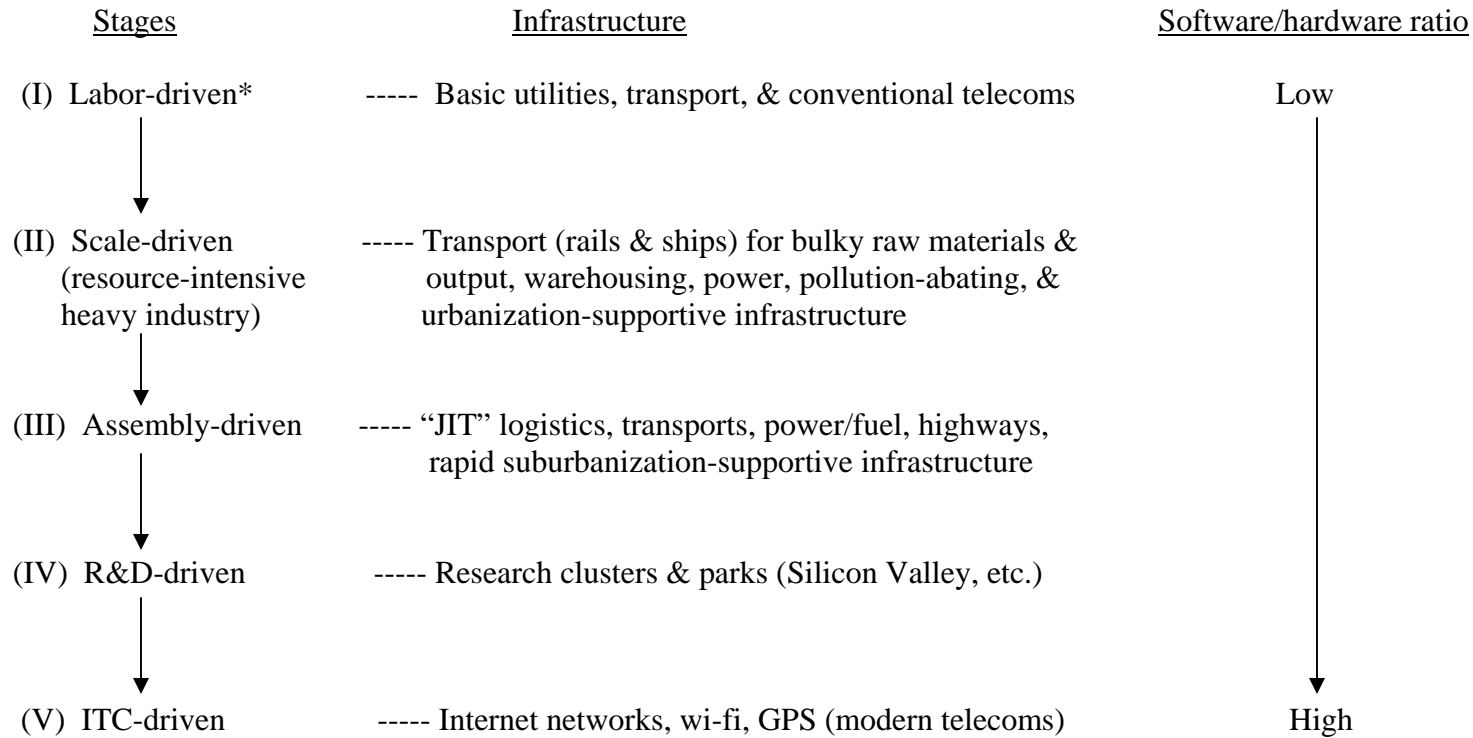 Stages Infrastructure Software/hardware ratio
(I) Labor-driven* ----- Basic utilities, transport, & conventional telecoms Low
(II) Scale-driven ----- Transport (rails & ships) for bulky raw materials &
(resource-intensive output, warehousing, power, pollution-abating, &
heavy industry) urbanization-supportive infrastructure
(III) Assembly-driven ----- “JIT” logistics, transports, power/fuel, highways,
rapid suburbanization-supportive infrastructure
(IV) R&D-driven ----- Research clusters & parks (Silicon Valley, etc.)
(V) ITC-driven ----- Internet networks, wi-fi, GPS (modern telecoms) High